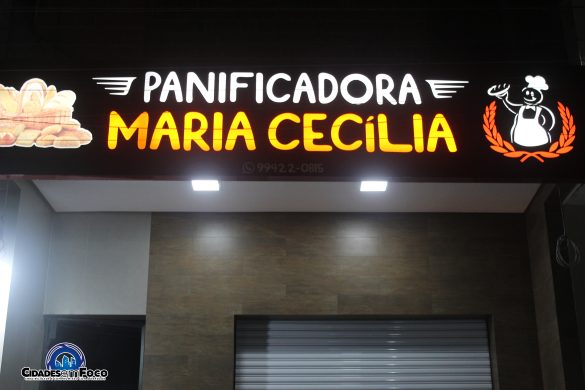 PANIFICADORA
MARIA CECÍLIA
99422-0815
CIDADES em FOCO